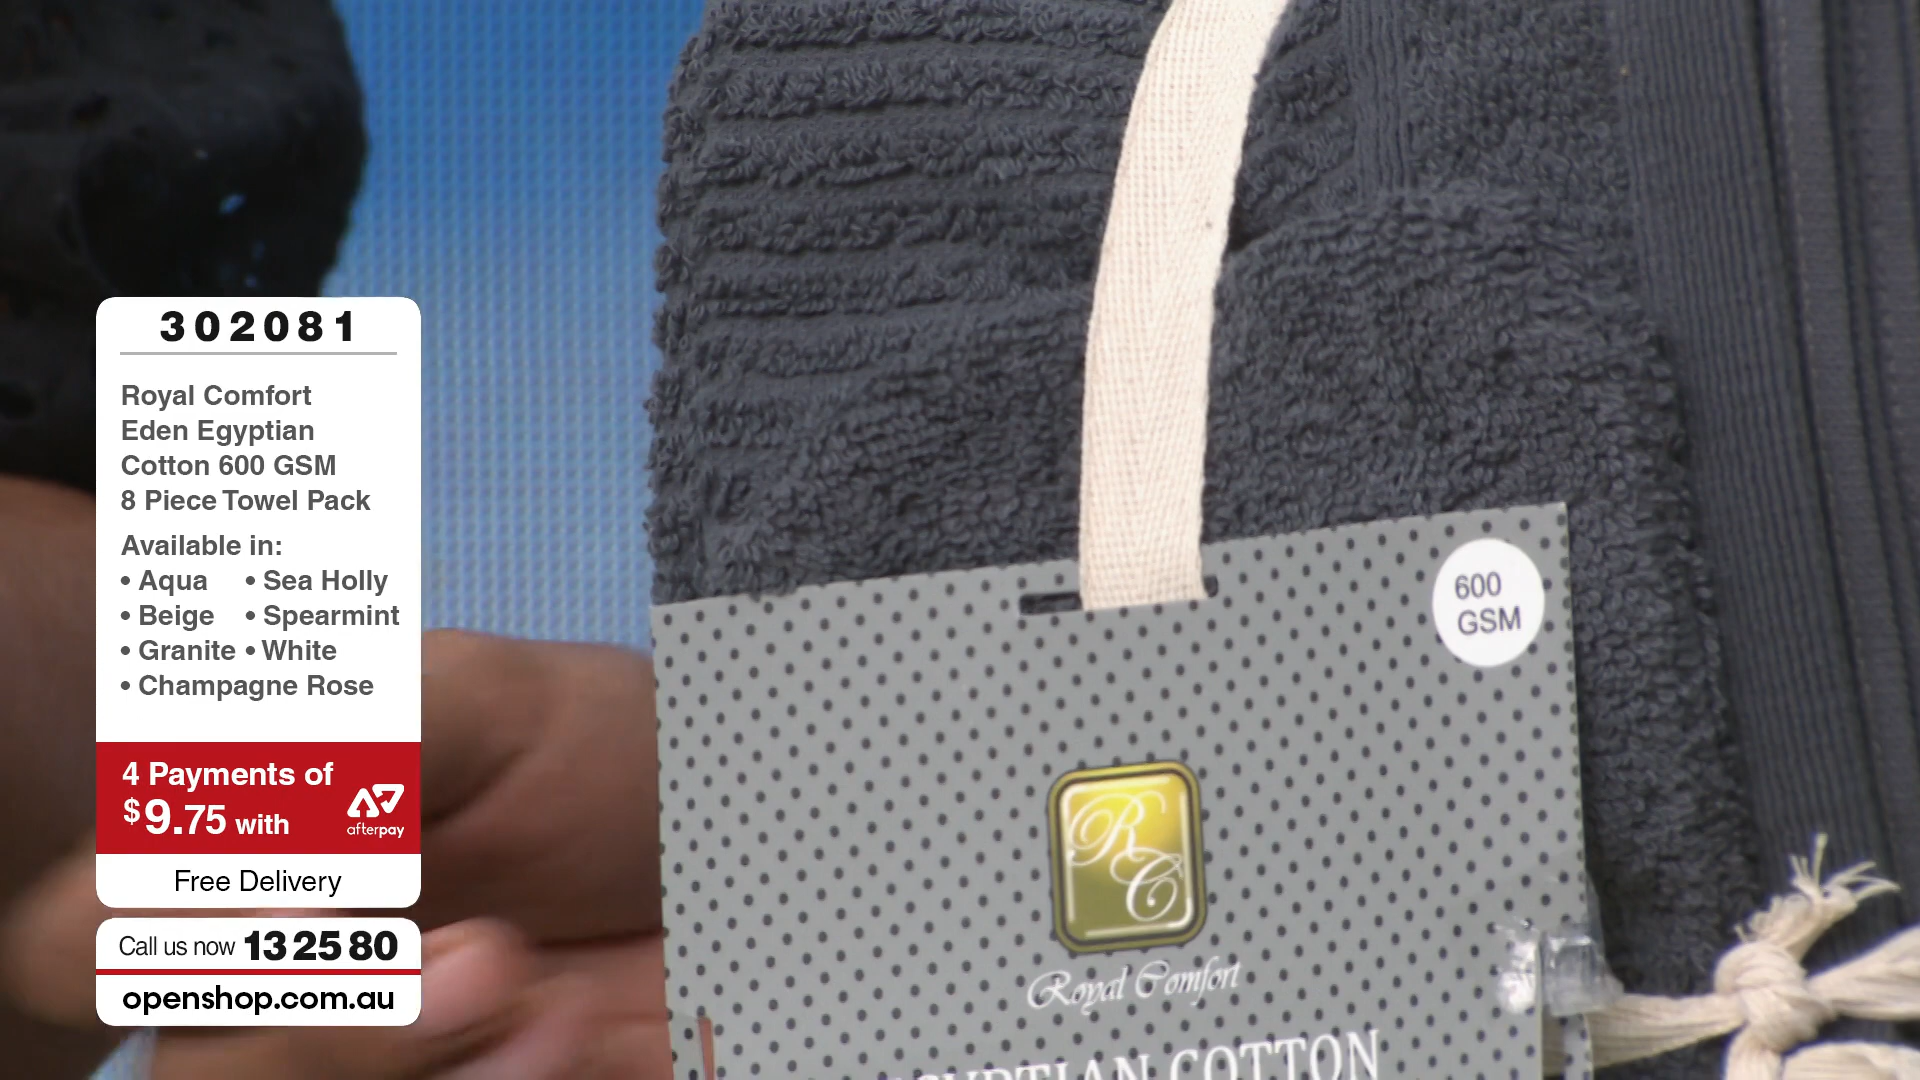 302081
Royal Comfort
Eden Egyptian
Cotton 600 GSM
8 Piece Towel Pack
Available in:
• Aqua • Sea Holly
• Beige • Spearmint
• Granite • White
• Champagne Rose
4 Payments of
$9.75 with
afterpay
Free Delivery
Call us now 13 25 80
openshop.com.au
600
GSM
RC
Royal Comfort
EGYPTIAN COTTON